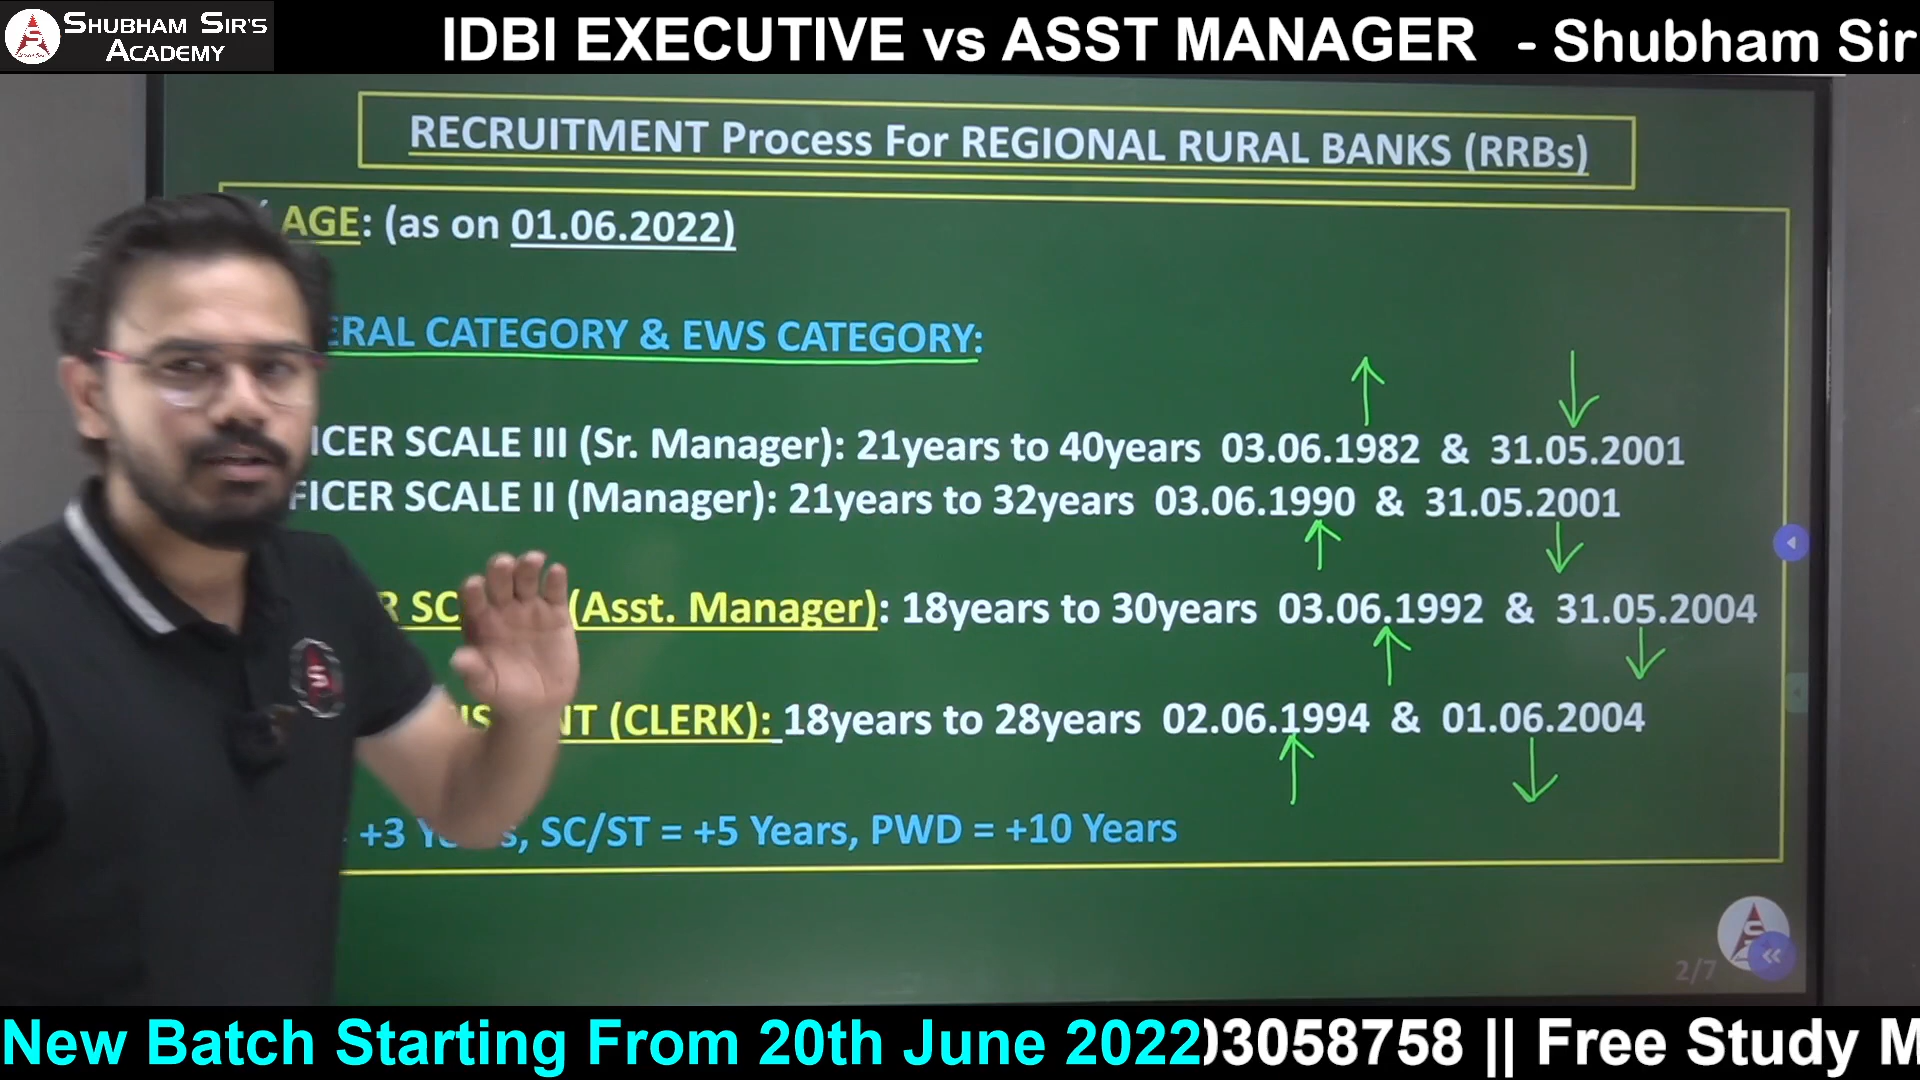 SHUBHAM SIR'S
ACADEMY
IDBI EXECUTIVE vs ASST MANAGER - Shubham Sir
RECRUITMENT Process For REGIONAL RURAL BANKS (RRBs)
AGE: (as on 01.06.2022)
ERAL CATEGORY & EWS CATEGORY:
ICER SCALE III (Sr. Manager): 21years to 40years 03.06.1982 & 31.05.2001
FICER SCALE II (Manager): 21years to 32years 03.06.1990 & 31.05.2001
R SC (Asst. Manager): 18years to 30years 03.06.1992 & 31.05.2004
NT (CLERK): 18years to 28years 02.06.1994 & 01.06.2004
+3 Y s, SC/ST = +5 Years, PWD = +10 Years
2/7
New Batch Starting From 20th June 2022 03058758 || Free Study M